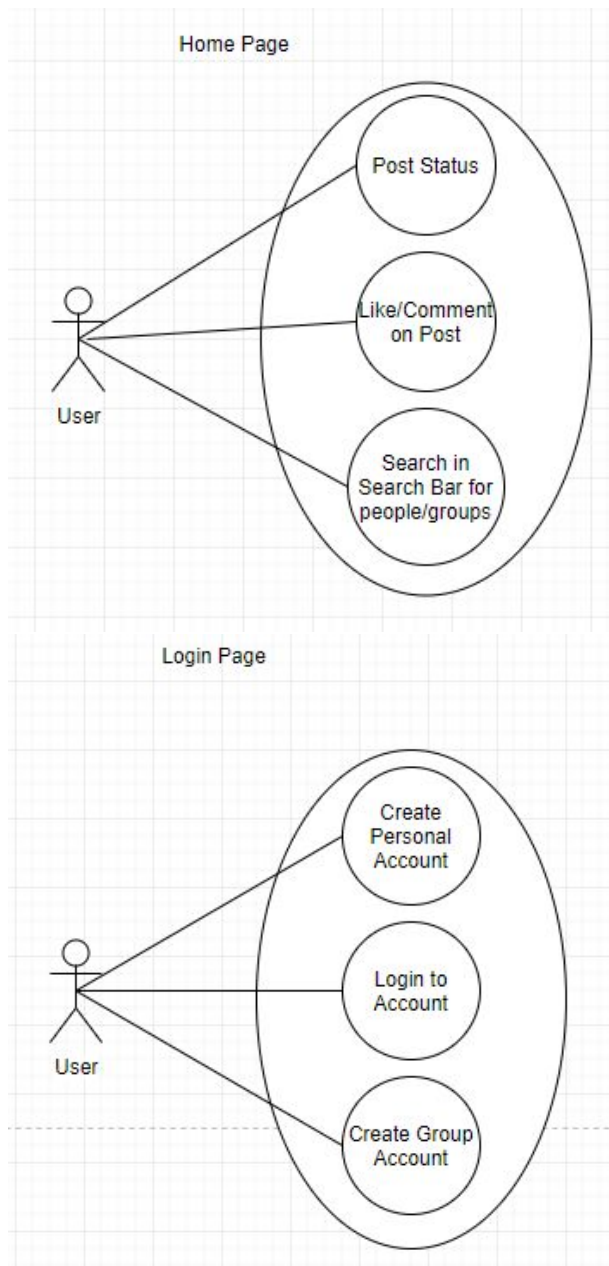 Home Page
Post Status
Like/Comment
on Post
User
Search in
Search Bar for
people/groups
Login Page
Create
Personal
Account
Login to
Account
User
Create Group
Account